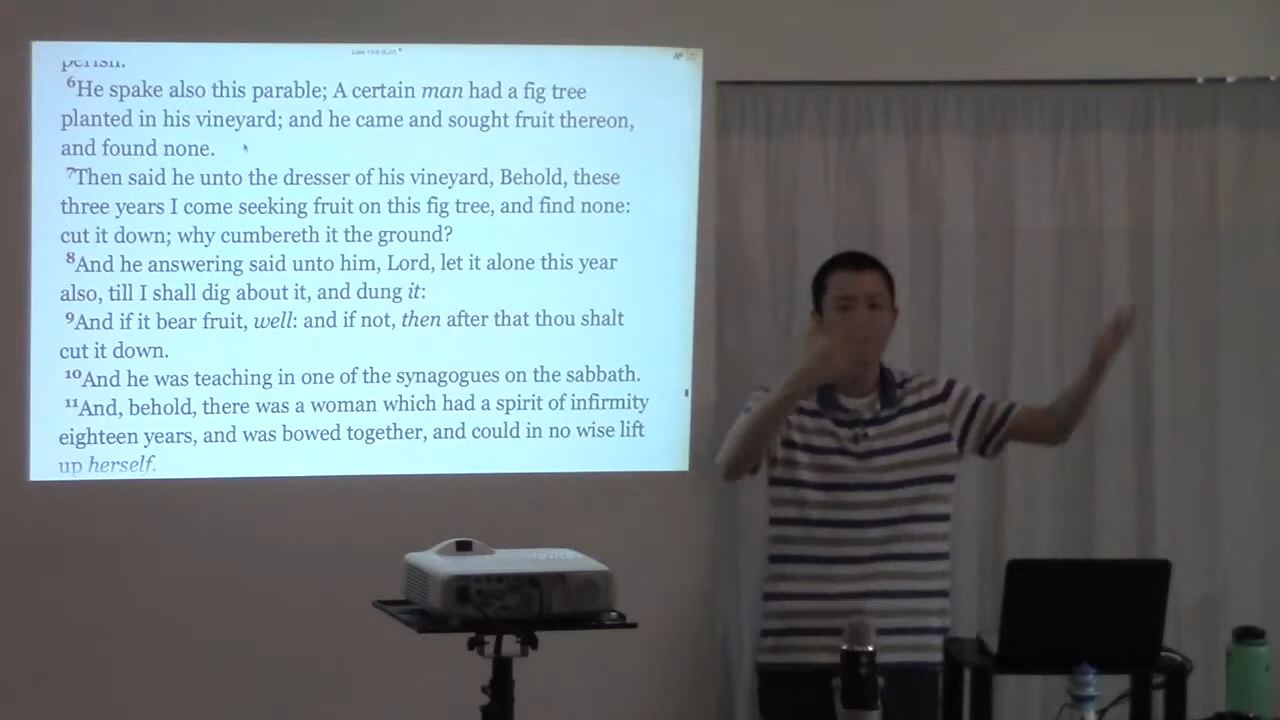 perish.
⁶He spake also this parable; A certain man had a fig tree
planted in his vineyard; and he came and sought fruit thereon,
and found none.
⁷Then said he unto the dresser of his vineyard, Behold, these
three years I come seeking fruit on this fig tree, and find none:
cut it down; why cumbereth it the ground?
⁸And he answering said unto him, Lord, let it alone this year
also, till I shall dig about it, and dung it:
⁹And if it bear fruit, well: and if not, then after that thou shalt
cut it down.
¹⁰And he was teaching in one of the synagogues on the sabbath.
¹¹And, behold, there was a woman which had a spirit of infirmity
eighteen years, and was bowed together, and could in no wise lift
up herself.